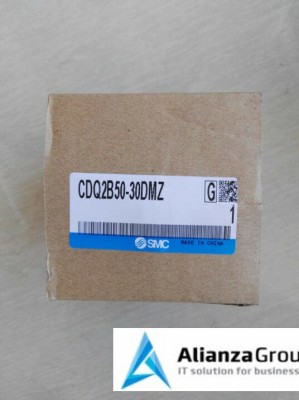 CDQ2B50-30DMZ
G
1
SMC
MADE IN CHINA
AlianzaGrou
IT solution for business